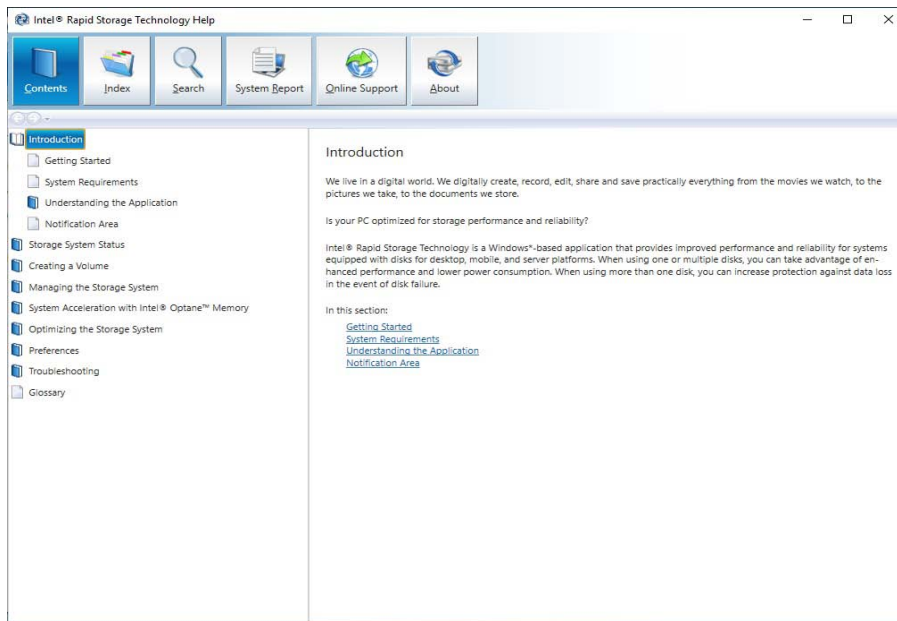 Intel® Rapid Storage Technology Help
Contents
Index
Search
System Report
Online Support
About
Introduction
Getting Started
System Requirements
Understanding the Application
Notification Area
Storage System Status
Creating a Volume
Managing the Storage System
System Acceleration with Intel® Optane™ Memory
Optimizing the Storage System
Preferences
Troubleshooting
Glossary
Introduction
We live in a digital world. We digitally create, record, edit, share and save practically everything from the movies we watch, to the
pictures we take, to the documents we store.
Is your PC optimized for storage performance and reliability?
Intel® Rapid Storage Technology is a Windows*-based application that provides improved performance and reliability for systems
equipped with disks for desktop, mobile, and server platforms. When using one or multiple disks, you can take advantage of en-
hanced performance and lower power consumption. When using more than one disk, you can increase protection against data loss
in the event of disk failure.
In this section:
Getting Started
System Requirements
Understanding the Application
Notification Area